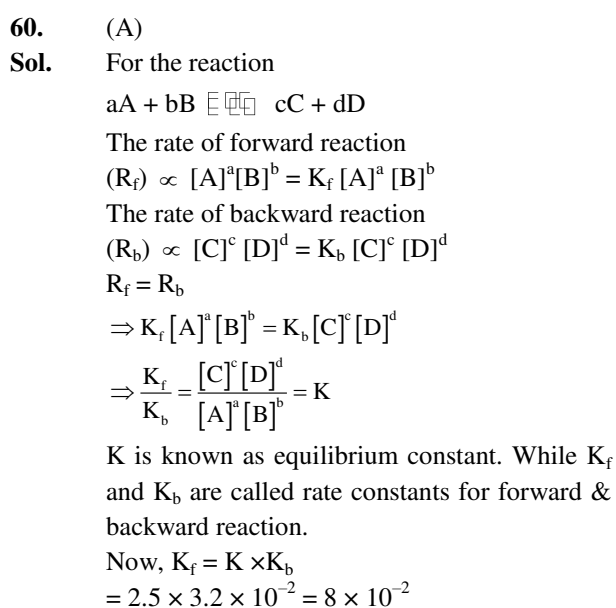 60. (A)
Sol. For the reaction
aA + bB cC + dD
The rate of forward reaction
(R_f) ∝ [A]^a[B]^b = K_f [A]^a [B]^b
The rate of backward reaction
(R_b) ∝ [C]^c [D]^d = K_b [C]^c [D]^d
R_f = R_b
⇒ K_f [A]^a [B]^b = K_b [C]^c [D]^d
⇒ K_f / K_b = [C]^c [D]^d / [A]^a [B]^b = K
K is known as equilibrium constant. While K_f
and K_b are called rate constants for forward &
backward reaction.
Now, K_f = K ×K_b
= 2.5 × 3.2 × 10^–2 = 8 × 10^–2